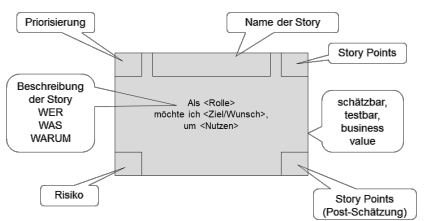 Priorisierung
Name der Story
Story Points
Beschreibung
der Story
WER
WAS
WARUM
Als <Rolle>
möchte ich <Ziel/Wunsch>,
um <Nutzen>
schätzbar,
testbar,
business
value
Risiko
Story Points
(Post-Schätzung)